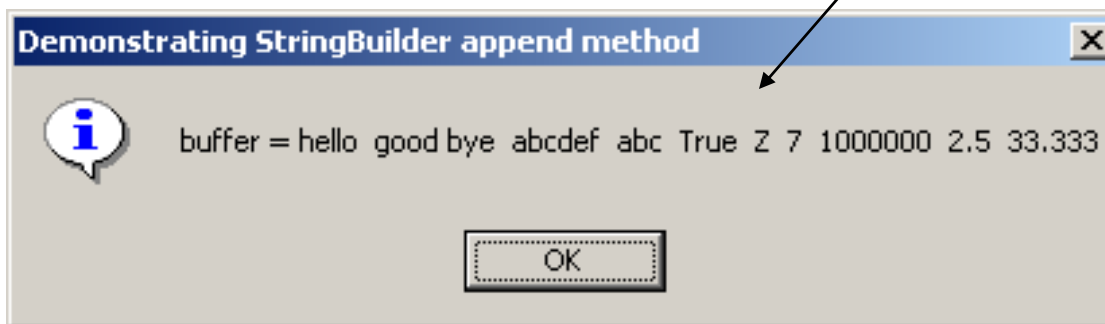 Demonstrating StringBuilder append method
buffer = hello  good bye  abcdef  abc  True  Z  7  1000000  2.5  33.333
OK